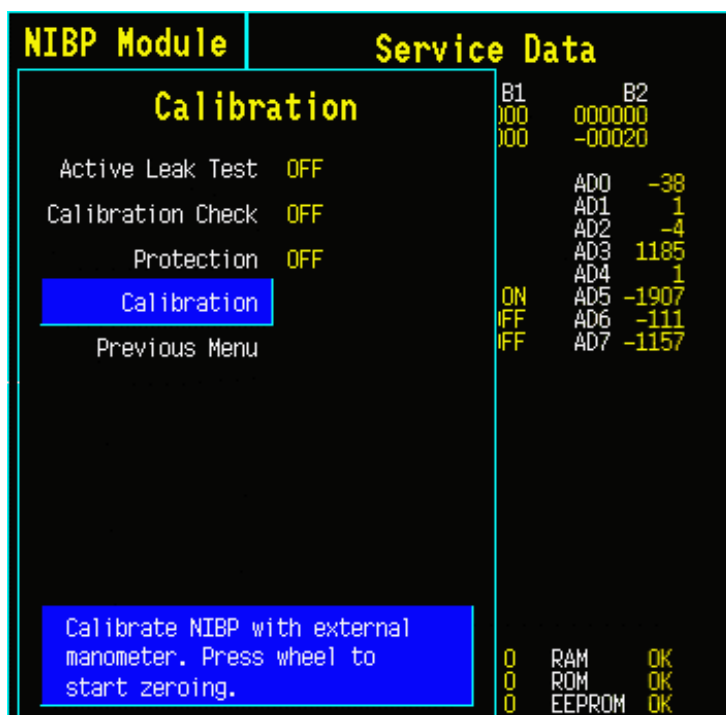 NIBP Module
Service Data
Calibration
Active Leak Test OFF
Calibration Check OFF
Protection OFF
Calibration
Previous Menu
Calibrate NIBP with external
manometer. Press wheel to
start zeroing.
B1 B2
000000
-00020
AD0 -38
AD1 1
AD2 -4
AD3 1185
AD4 1
ON AD5 -1907
AD6 -111
AD7 -1157
0 RAM OK
0 ROM OK
0 EEPROM OK